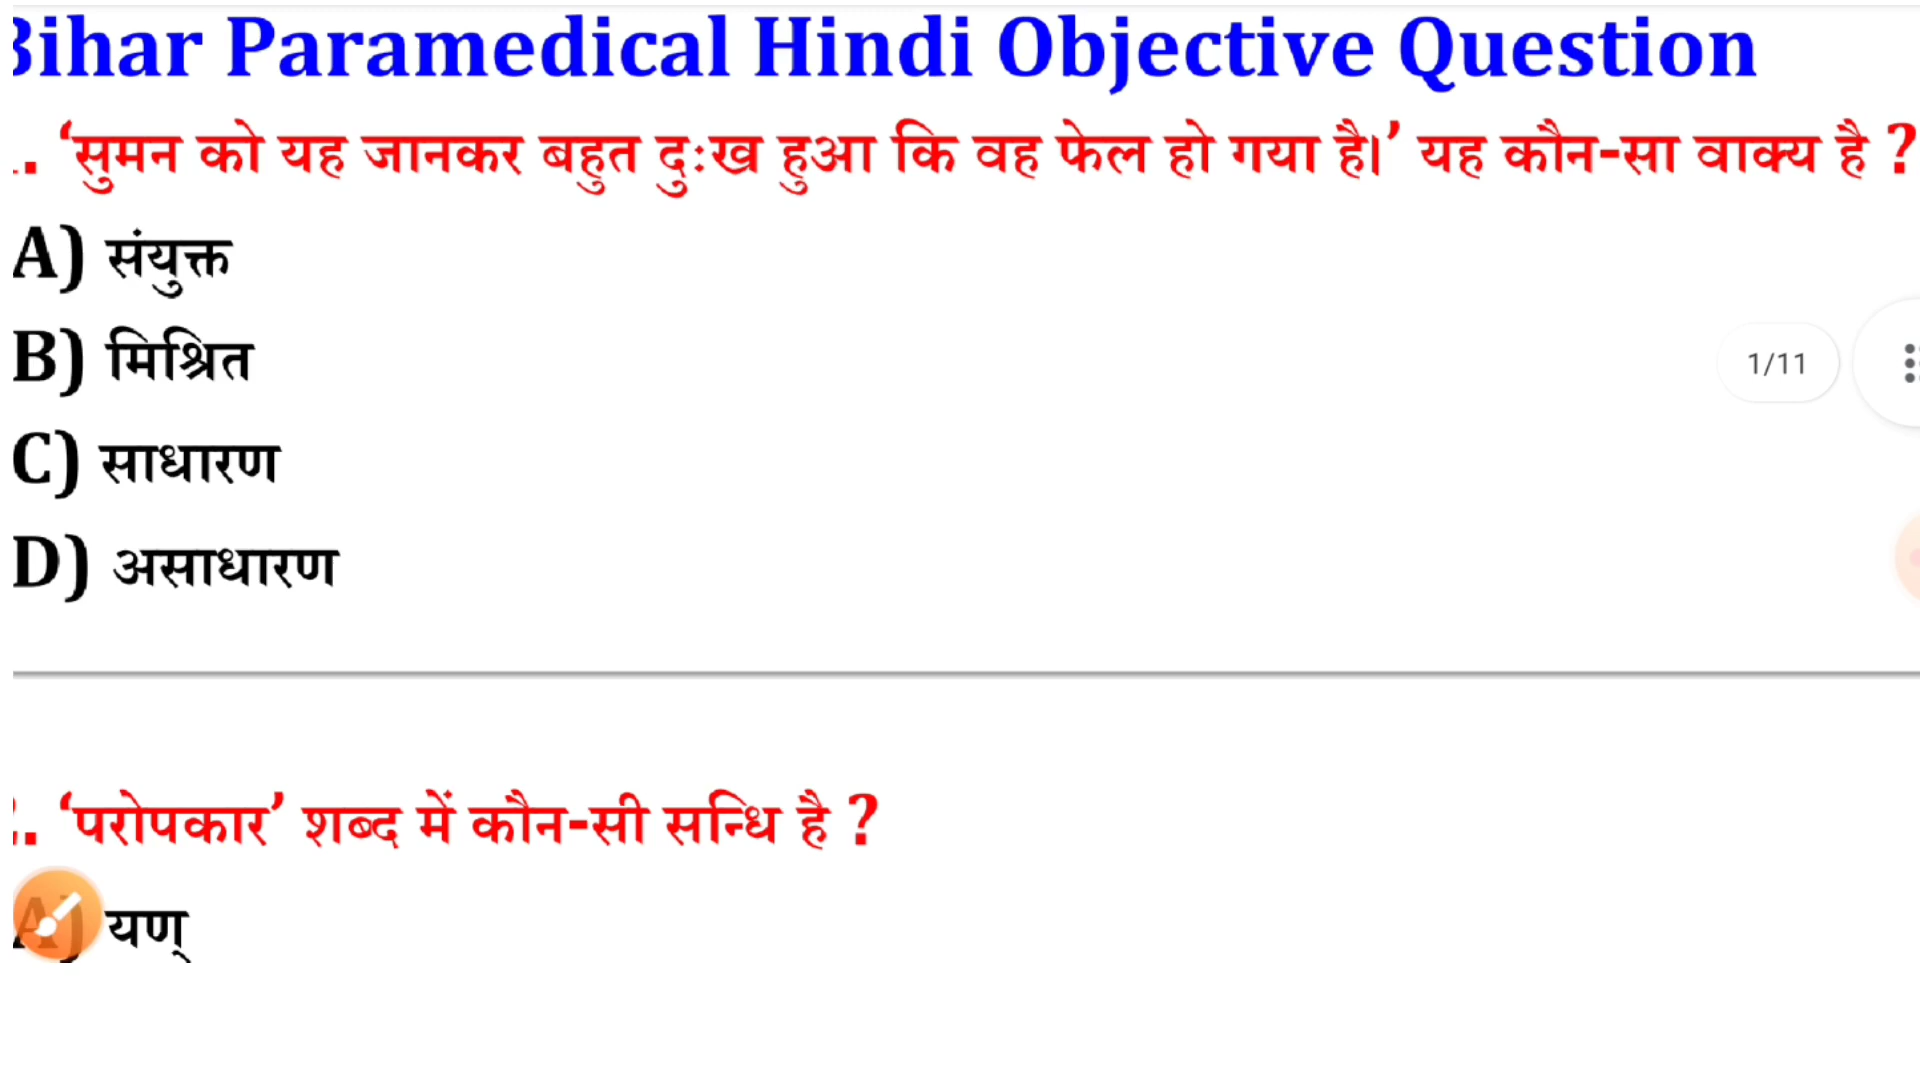 Bihar Paramedical Hindi Objective Question
. ‘सुमन को यह जानकर बहुत दुःख हुआ कि वह फेल हो गया है।’ यह कौन-सा वाक्य है ?
A) संयुक्त
B) मिश्रित
1/11
C) साधारण
D) असाधारण
. ‘परोपकार’ शब्द में कौन-सी सन्धि है ?
A) यण्